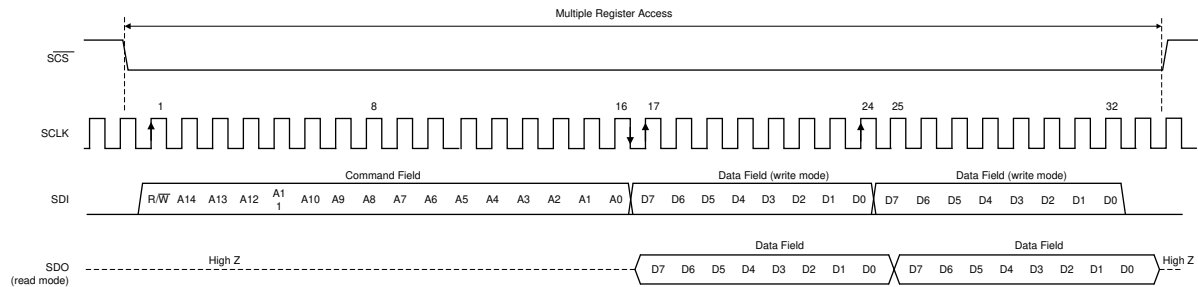 Multiple Register Access
SCS
1 8 16 17 24 25 32
SCLK
Command Field Data Field (write mode) Data Field (write mode)
SDI R/W A14 A13 A12 A1 A10 A9 A8 A7 A6 A5 A4 A3 A2 A1 A0 D7 D6 D5 D4 D3 D2 D1 D0 D7 D6 D5 D4 D3 D2 D1 D0
1
Data Field Data Field
High Z High Z
SDO D7 D6 D5 D4 D3 D2 D1 D0 D7 D6 D5 D4 D3 D2 D1 D0
(read mode)